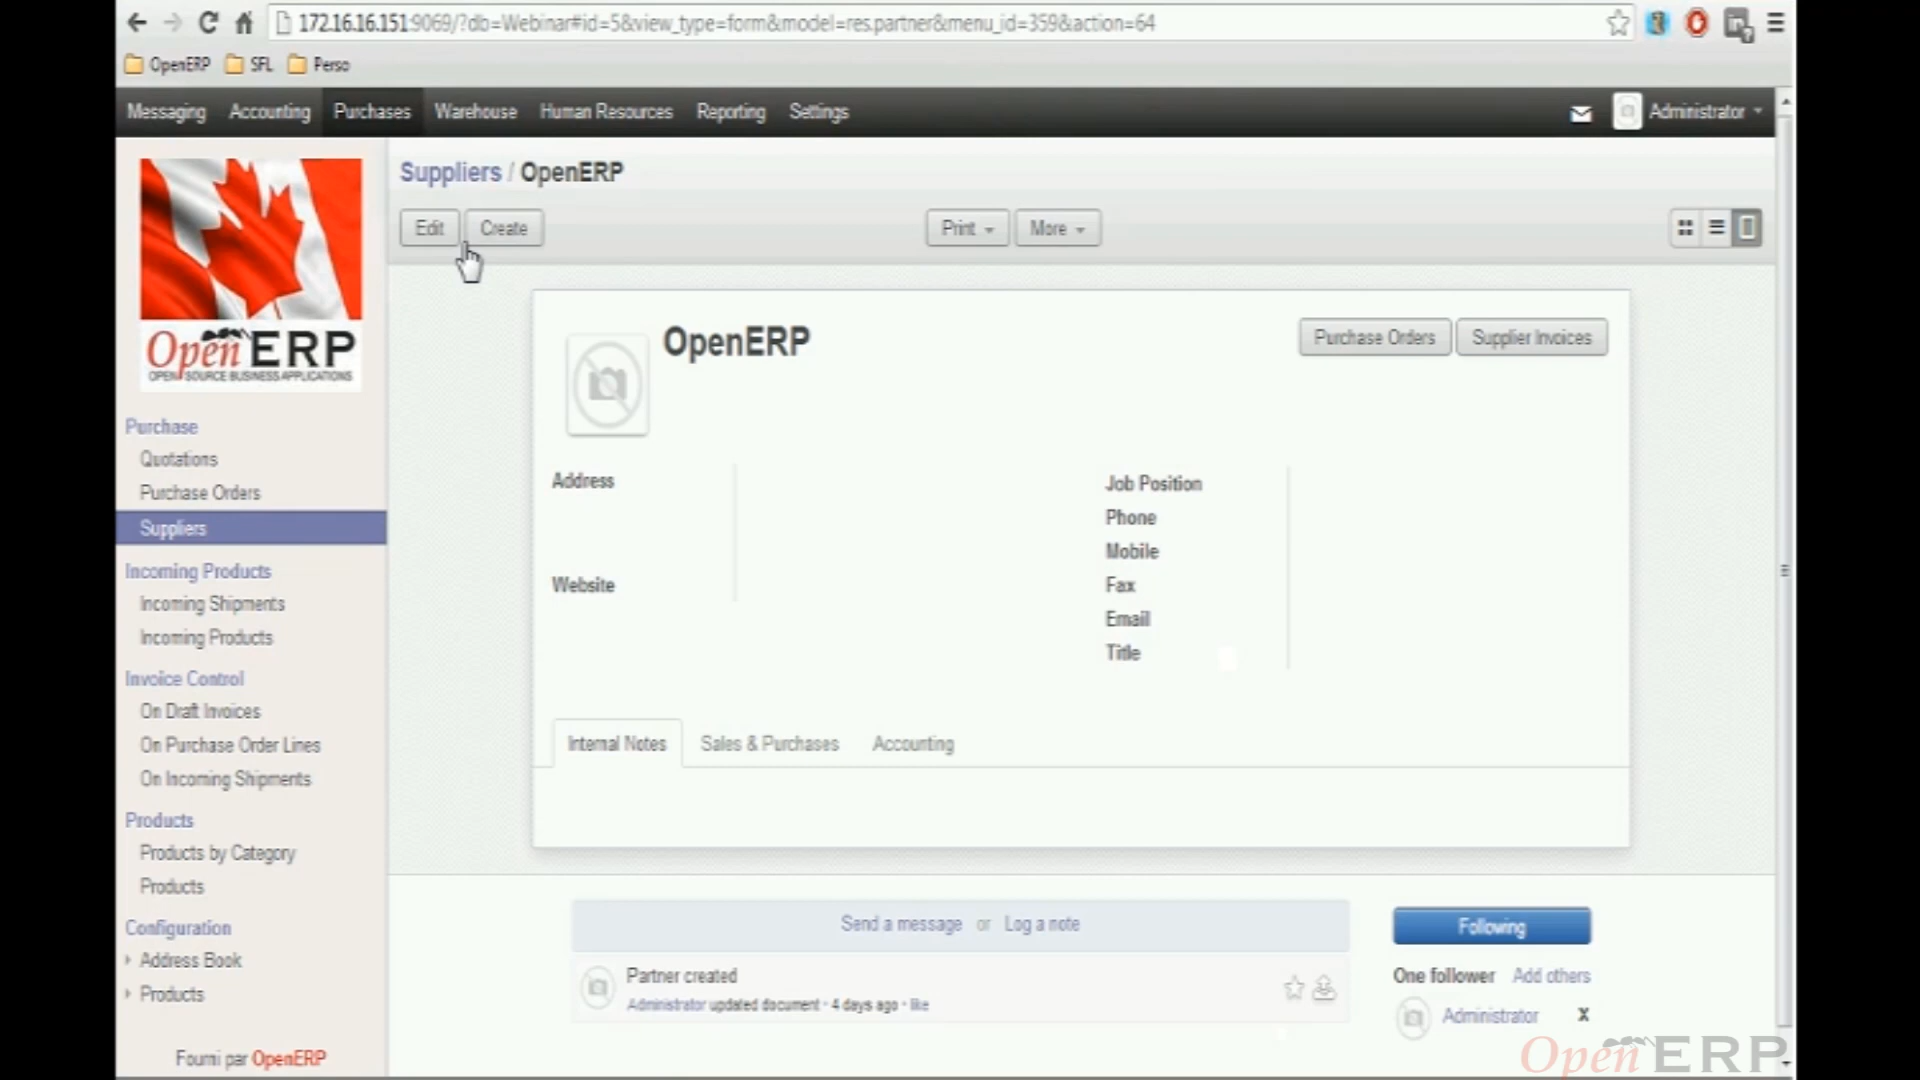 172.16.16.151:9069/?db=Webinar#id=5&view_type=form&model=res.partner&menu_id=359&action=64
OpenERP SFL Perso
Messaging Accounting Purchases Warehouse Human Resources Reporting Settings Administrator
Suppliers / OpenERP
Edit Create Print More
OpenERP
OPEN SOURCE BUSINESS APPLICATIONS
Purchase
Quotations
Purchase Orders
Suppliers
Incoming Products
Incoming Shipments
Incoming Products
Invoice Control
On Draft Invoices
On Purchase Order Lines
On Incoming Shipments
Products
Products by Category
Products
Configuration
Address Book
Products
Fourni par OpenERP
OpenERP
Purchase Orders Supplier Invoices
Address
Website
Job Position
Phone
Mobile
Fax
Email
Title
Internal Notes Sales & Purchases Accounting
Send a message or Log a note
Partner created
Administrator updated document • 4 days ago • like
Following
One follower Add others
Administrator X
OpenERP